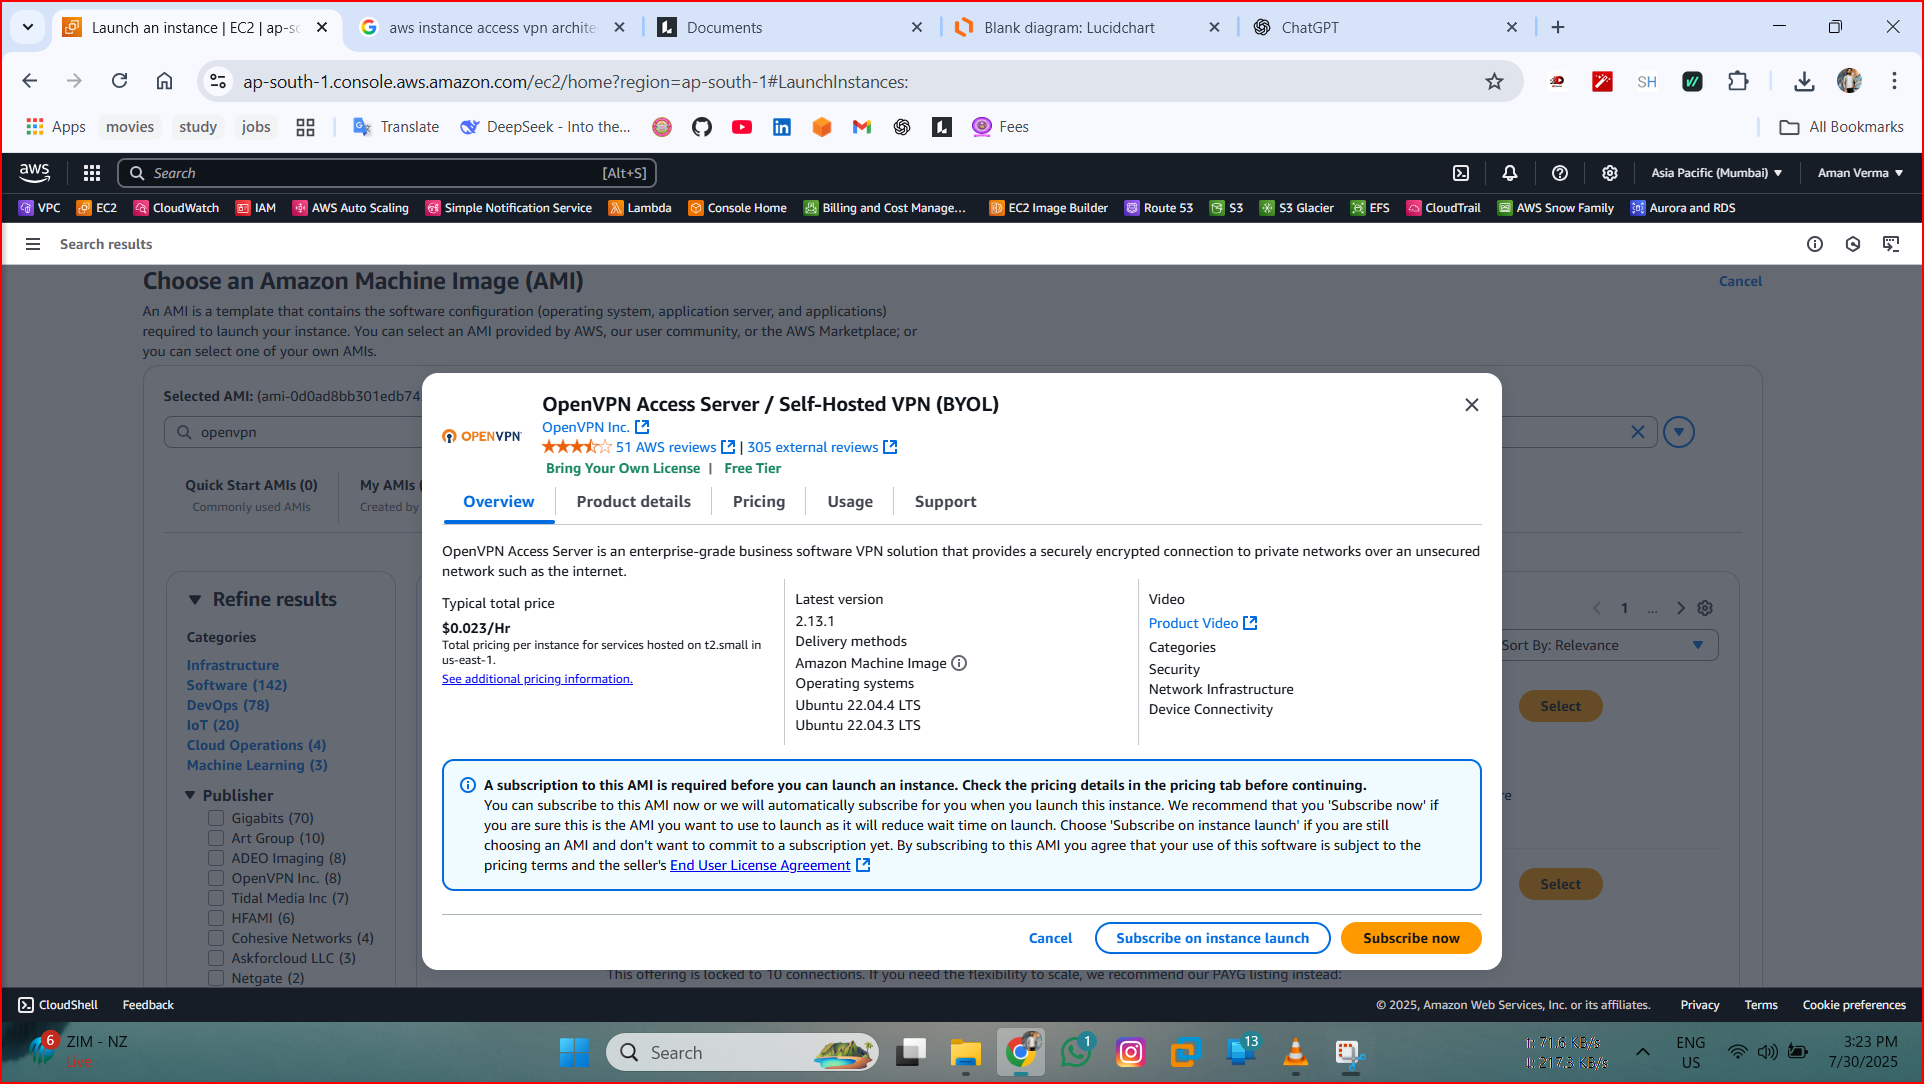 Launch an instance | EC2 | ap-sc
aws instance access vpn archite
Documents
Blank diagram: Lucidchart
ChatGPT
ap-south-1.console.aws.amazon.com/ec2/home?region=ap-south-1#LaunchInstances:
SH
Apps
movies
study
jobs
Translate
DeepSeek - Into the...
Fees
All Bookmarks
aws
Search
[Alt+S]
Asia Pacific (Mumbai)
Aman Verma
VPC
EC2
CloudWatch
IAM
AWS Auto Scaling
Simple Notification Service
Lambda
Console Home
Billing and Cost Manage...
EC2 Image Builder
Route 53
S3
S3 Glacier
EFS
CloudTrail
AWS Snow Family
Aurora and RDS
Search results
Choose an Amazon Machine Image (AMI)
Cancel
An AMI is a template that contains the software configuration (operating system, application server, and applications)
required to launch your instance. You can select an AMI provided by AWS, our user community, or the AWS Marketplace; or
you can select one of your own AMIs.
Selected AMI: (ami-0d0ad8bb301edb74
openvpn
Quick Start AMIs (0)
Commonly used AMIs
My AMIs (
Created by
Refine results
Categories
Infrastructure
Software (142)
DevOps (78)
IoT (20)
Cloud Operations (4)
Machine Learning (3)
Publisher
Gigabits (70)
Art Group (10)
ADEO Imaging (8)
OpenVPN Inc. (8)
Tidal Media Inc (7)
HFAMI (6)
Cohesive Networks (4)
Askforcloud LLC (3)
Netgate (2)
1 ...
Sort By: Relevance
Select
re
Select
OPENVPN
OpenVPN Access Server / Self-Hosted VPN (BYOL)
OpenVPN Inc.
51 AWS reviews | 305 external reviews
Bring Your Own License | Free Tier
Overview
Product details
Pricing
Usage
Support
OpenVPN Access Server is an enterprise-grade business software VPN solution that provides a securely encrypted connection to private networks over an unsecured
network such as the internet.
Typical total price
$0.023/Hr
Total pricing per instance for services hosted on t2.small in
us-east-1.
See additional pricing information.
Latest version
2.13.1
Delivery methods
Amazon Machine Image
Operating systems
Ubuntu 22.04.4 LTS
Ubuntu 22.04.3 LTS
Video
Product Video
Categories
Security
Network Infrastructure
Device Connectivity
A subscription to this AMI is required before you can launch an instance. Check the pricing details in the pricing tab before continuing.
You can subscribe to this AMI now or we will automatically subscribe for you when you launch this instance. We recommend that you 'Subscribe now' if
you are sure this is the AMI you want to use to launch as it will reduce wait time on launch. Choose 'Subscribe on instance launch' if you are still
choosing an AMI and don't want to commit to a subscription yet. By subscribing to this AMI you agree that your use of this software is subject to the
pricing terms and the seller's End User License Agreement
Cancel
Subscribe on instance launch
Subscribe now
This offering is locked to 10 connections. If you need the flexibility to scale, we recommend our PAYG listing instead:
CloudShell
Feedback
© 2025, Amazon Web Services, Inc. or its affiliates.
Privacy
Terms
Cookie preferences
6
ZIM - NZ
Live
Search
1
13
71.6 KB/s
217.3 KB/s
ENG
US
3:23 PM
7/30/2025